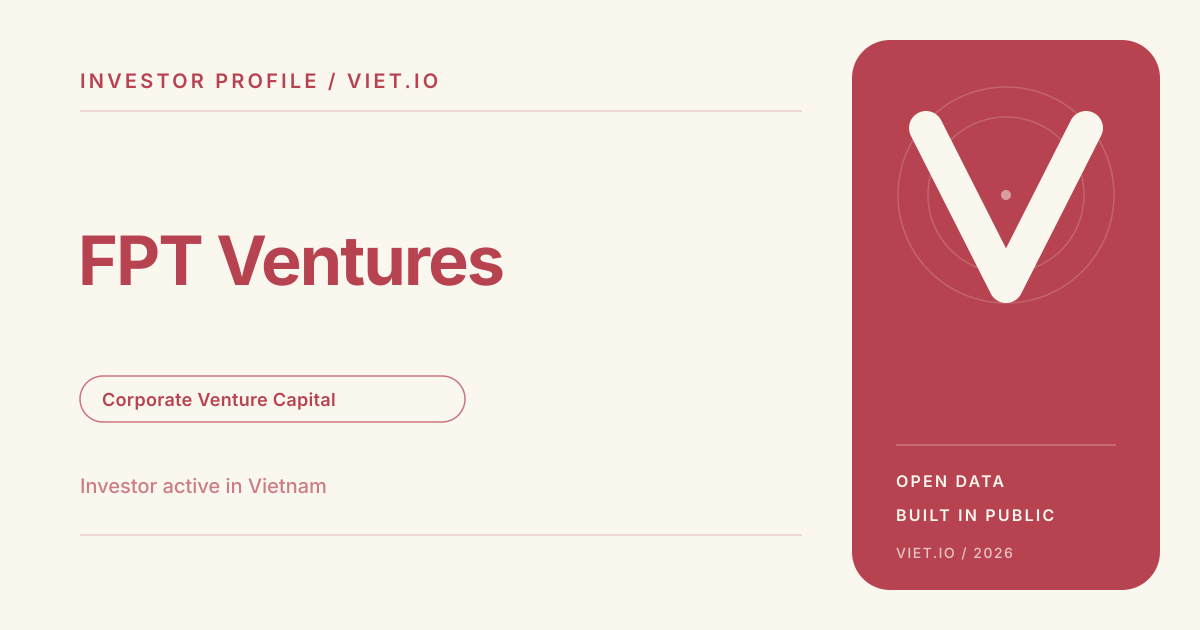 INVESTOR PROFILE / VIET.IO
FPT Ventures
Corporate Venture Capital
Investor active in Vietnam
OPEN DATA
BUILT IN PUBLIC
VIET.IO / 2026